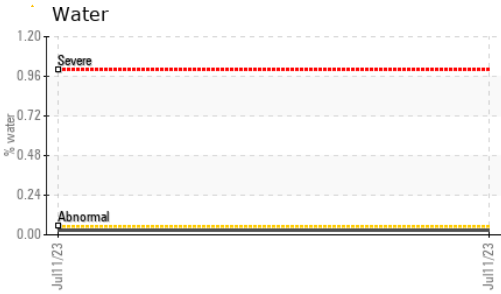 Water
1.20
Severe
0.96
0.72
% water
0.48
0.24
Abnormal
0.00
Jul11/23
Jul11/23